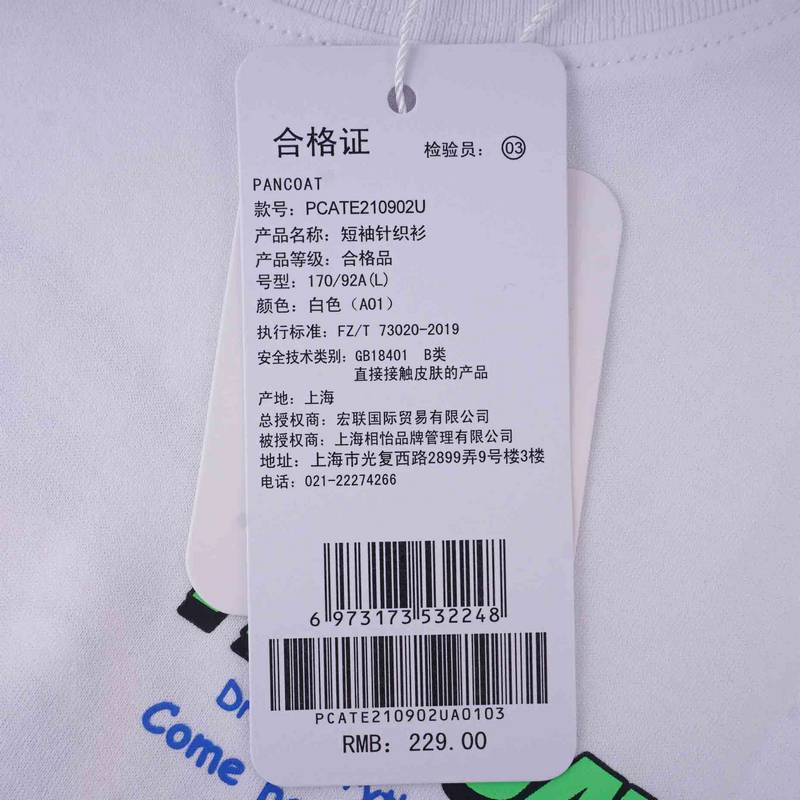 合格证 检验员: 03
PANCOAT
款号: PCATE210902U
产品名称: 短袖针织衫
产品等级: 合格品
号型: 170/92A(L)
颜色: 白色 (A01)
执行标准: FZ/T 73020-2019
安全技术类别: GB18401 B类
直接接触皮肤的产品
产地: 上海
总授权商: 宏联国际贸易有限公司
被授权商: 上海相怡品牌管理有限公司
地址: 上海市光复西路2899弄9号楼3楼
电话: 021-22274266
6 973173 532248
PCATE210902UA0103
RMB: 229.00
Come